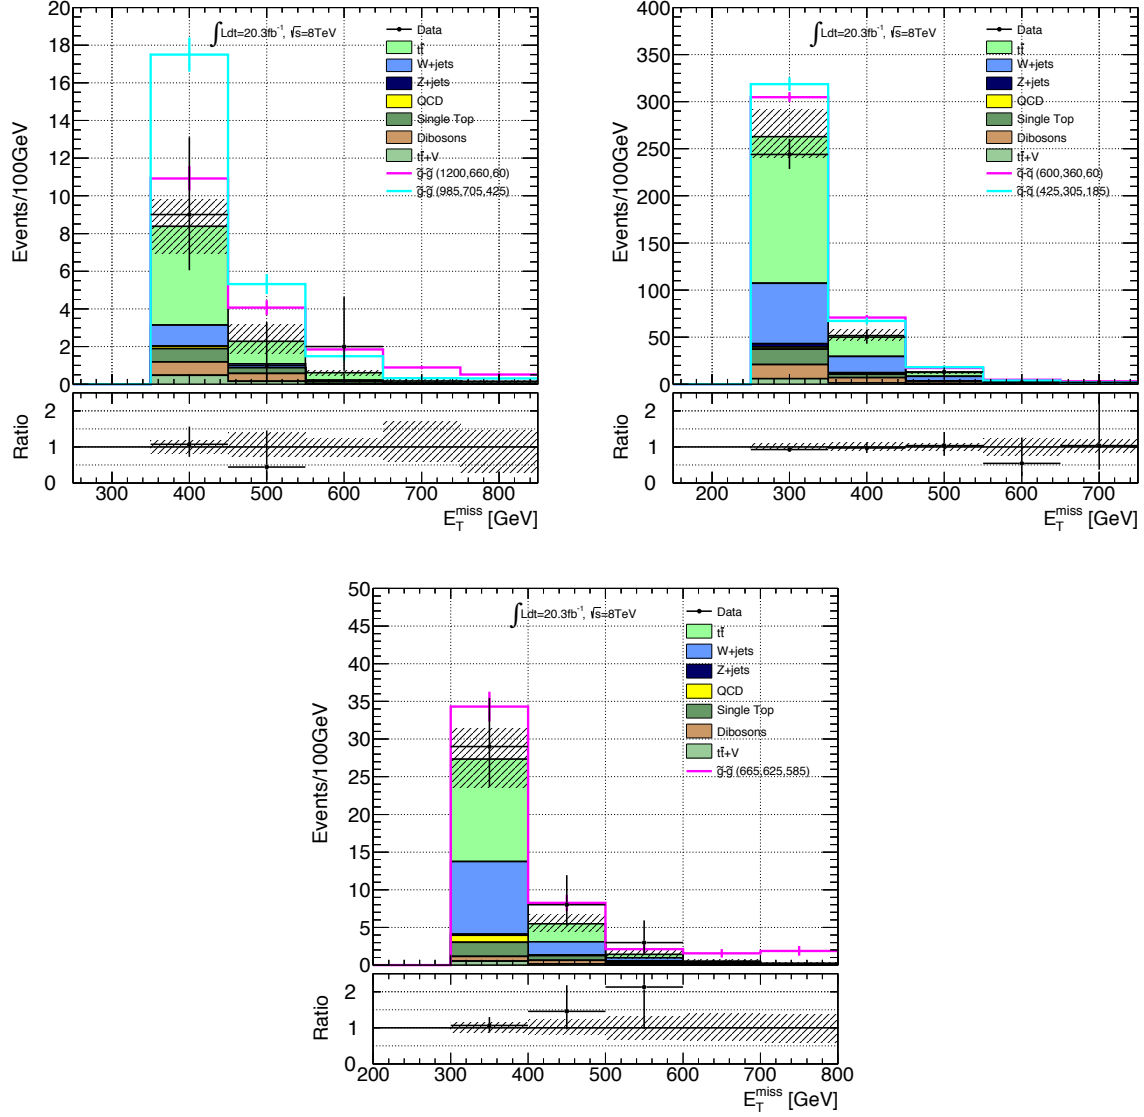 ∫Ldt=20.3fb⁻¹, √s=8TeV
Data
tt̄
W+jets
Z+jets
QCD
Single Top
Dibosons
tt̄+V
g̃-g̃ (1200,660,60)
g̃-g̃ (985,705,425)
Events/100GeV
20
18
16
14
12
10
8
6
4
2
0
Ratio
2
1
0
300 400 500 600 700 800
E_T^miss [GeV]
∫Ldt=20.3fb⁻¹, √s=8TeV
Data
tt̄
W+jets
Z+jets
QCD
Single Top
Dibosons
tt̄+V
q̃-q̃ (600,360,60)
q̃-q̃ (425,305,185)
Events/100GeV
400
350
300
250
200
150
100
50
0
Ratio
2
1
0
200 300 400 500 600 700
E_T^miss [GeV]
∫Ldt=20.3fb⁻¹, √s=8TeV
Data
tt̄
W+jets
Z+jets
QCD
Single Top
Dibosons
tt̄+V
g̃-g̃ (665,625,585)
Events/100GeV
50
45
40
35
30
25
20
15
10
5
0
Ratio
2
1
0
200 300 400 500 600 700 800
E_T^miss [GeV]